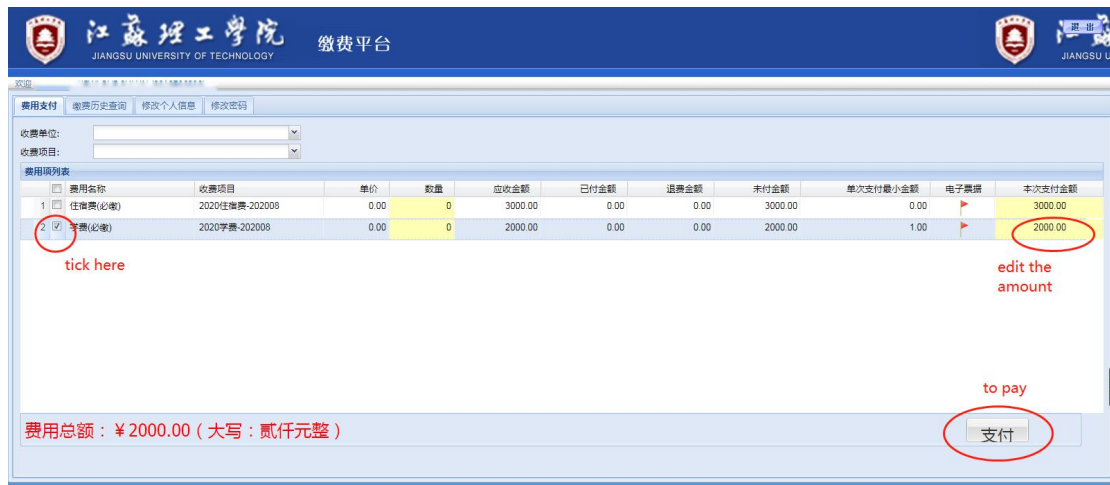 江苏理工学院 缴费平台
JIANGSU UNIVERSITY OF TECHNOLOGY
退出
JIANGSU U
欢迎
费用支付 缴费历史查询 修改个人信息 修改密码
收费单位:
收费项目:
费用项列表
费用名称 收费项目 单价 数量 应收金额 已付金额 退费金额 未付金额 单次支付最小金额 电子票据 本次支付金额
1 住宿费(必缴) 2020住宿费-202008 0.00 0 3000.00 0.00 0.00 3000.00 0.00 3000.00
2 学费(必缴) 2020学费-202008 0.00 0 2000.00 0.00 0.00 2000.00 1.00 2000.00
tick here
edit the
amount
to pay
费用总额：￥2000.00（大写：贰仟元整）
支付